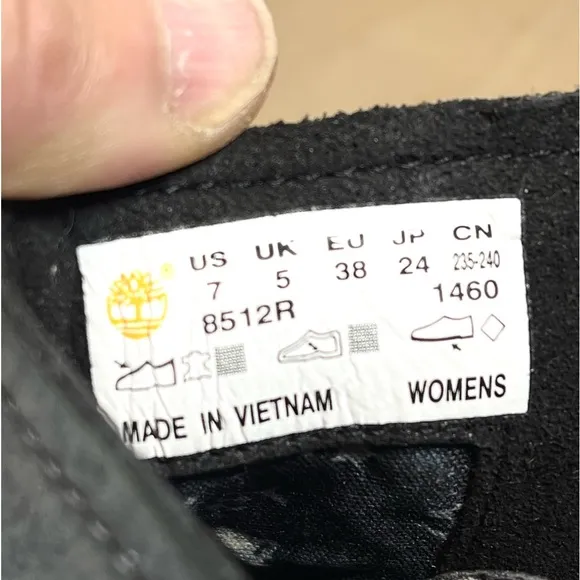 US UK EU JP CN
7 5 38 24 235-240
8512R 1460
MADE IN VIETNAM WOMENS